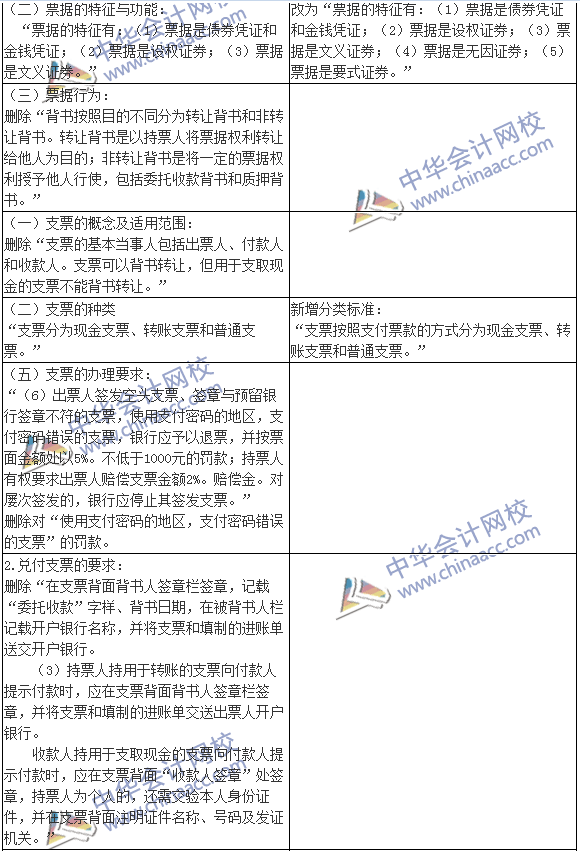 （二）票据的特征与功能：
“票据的特征有：（1）票据是债券凭证和
金钱凭证；（2）票据是设权证券；（3）票据
是文义证券。”
改为“票据的特征有：（1）票据是债券凭证
和金钱凭证；（2）票据是设权证券；（3）票
据是文义证券；（4）票据是无因证券；（5）
票据是要式证券。”
（三）票据行为：
删除“背书按照目的不同分为转让背书和非转
让背书。转让背书是以持票人将票据权利转让
给他人为目的；非转让背书是将一定的票据权
利授予他人行使，包括委托收款背书和质押背
书。”
（一）支票的概念及适用范围：
删除“支票的基本当事人包括出票人、付款人
和收款人。支票可以背书转让，但用于支取现
金的支票不能背书转让。”
（二）支票的种类
“支票分为现金支票、转账支票和普通支
票。”
新增分类标准：
“支票按照支付票款的方式分为现金支票、转
账支票和普通支票。”
（五）支票的办理要求：
“（6）出票人签发空头支票、签章与预留银
行签章不符的支票，使用支付密码的地区，支
付密码错误的支票，银行应予以退票，并按票
面金额处以5%。不低于1000元的罚款；持票人
有权要求出票人赔偿支票金额2%。赔偿金。对
屡次签发的，银行应停止其签发支票。”
删除对“使用支付密码的地区，支付密码错误
的支票”的罚款.
2.兑付支票的要求：
删除“在支票背面背书人签章栏签章，记载
“委托收款”字样、背书日期，在被背书人栏
记载开户银行名称，并将支票和填制的进账单
送交开户银行。
（3）持票人持用于转账的支票向付款人
提示付款时，应在支票背面背书人签章栏签
章，并将支票和填制的进账单交送出票人开户
银行。
收款人持用于支取现金的支票向付款人提
示付款时，应在支票背面“收款人签章”处签
章，持票人为个人的，还需交验本人身份证
件，并在支票背面注明证件名称、号码及发证
机关。”
中华会计网校
www.chinaacc.com
中华会计网校
www.chinaacc.com
中华会计网校
www.chinaacc.com
中华会计网校
www.chinaacc.com
中华会计网校
www.chinaacc.com